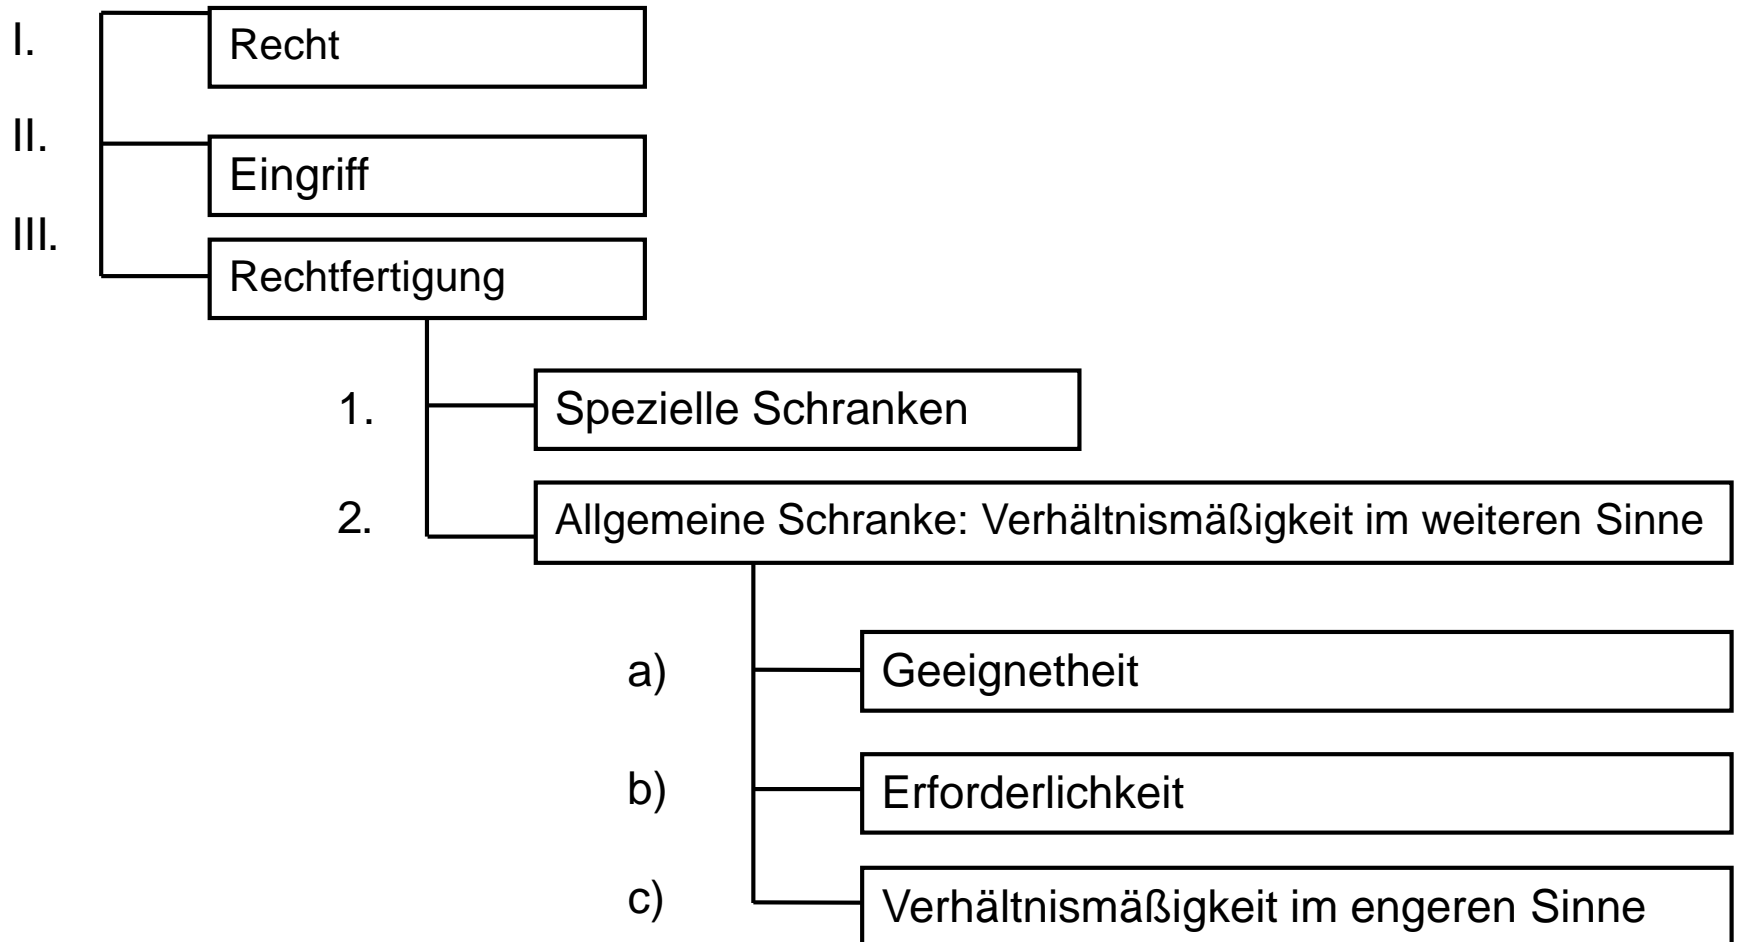 I. Recht
II. Eingriff
III. Rechtfertigung
1. Spezielle Schranken
2. Allgemeine Schranke: Verhältnismäßigkeit im weiteren Sinne
a) Geeignetheit
b) Erforderlichkeit
c) Verhältnismäßigkeit im engeren Sinne